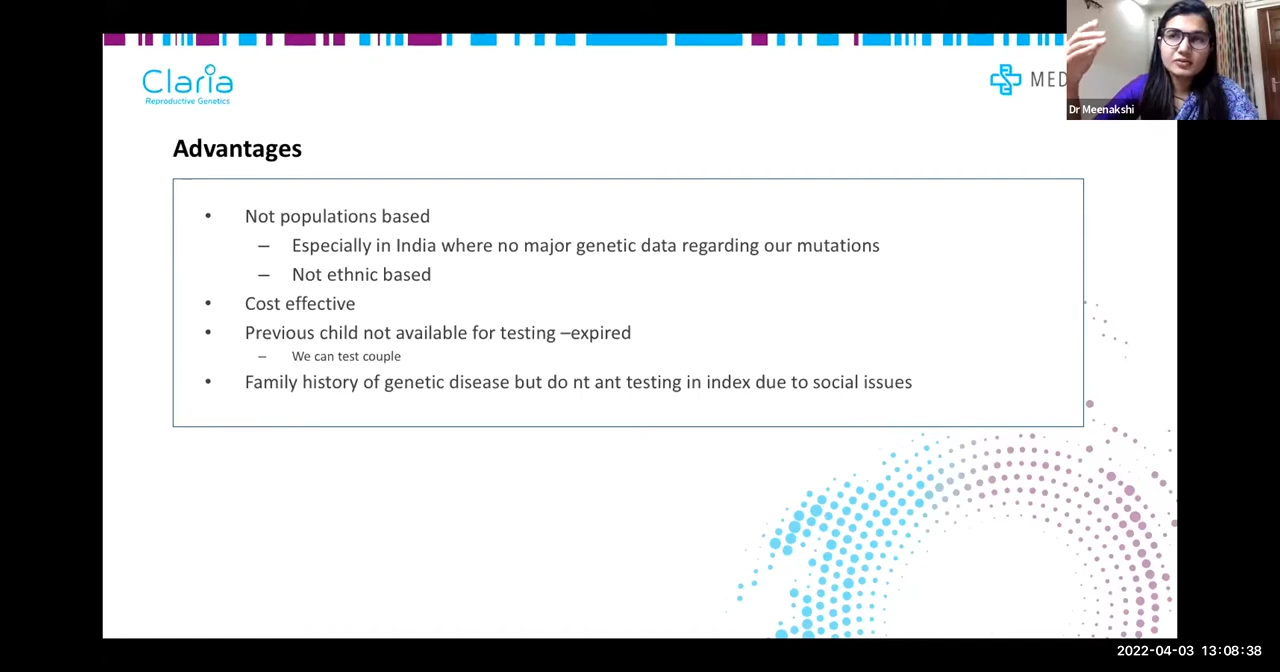 Claria
Reproductive Genetics
MED
Dr Meenakshi
Advantages
• Not populations based
– Especially in India where no major genetic data regarding our mutations
– Not ethnic based
• Cost effective
• Previous child not available for testing –expired
– We can test couple
• Family history of genetic disease but do nt ant testing in index due to social issues
2022-04-03 13:08:38